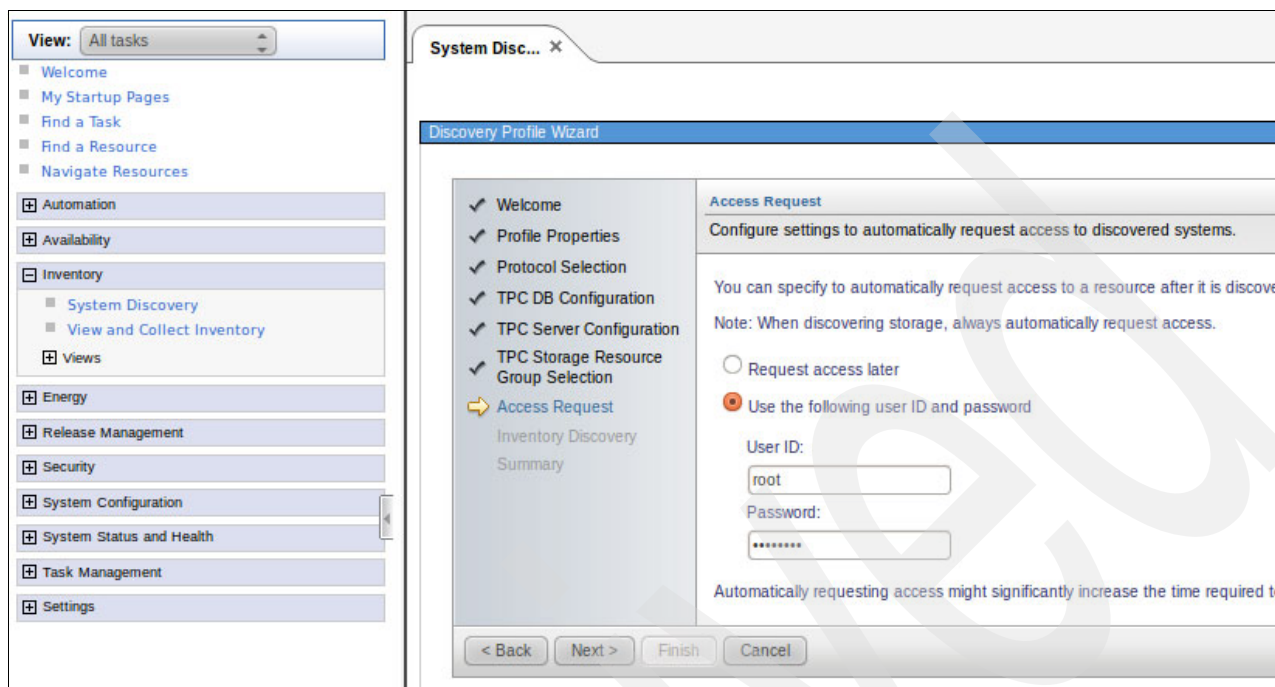 View: All tasks
Welcome
My Startup Pages
Find a Task
Find a Resource
Navigate Resources
Automation
Availability
Inventory
System Discovery
View and Collect Inventory
Views
Energy
Release Management
Security
System Configuration
System Status and Health
Task Management
Settings
System Disc...
Discovery Profile Wizard
Welcome
Profile Properties
Protocol Selection
TPC DB Configuration
TPC Server Configuration
TPC Storage Resource
Group Selection
Access Request
Inventory Discovery
Summary
Access Request
Configure settings to automatically request access to discovered systems.
You can specify to automatically request access to a resource after it is discove
Note: When discovering storage, always automatically request access.
Request access later
Use the following user ID and password
User ID:
root
Password:
••••••••
Automatically requesting access might significantly increase the time required t
< Back Next > Finish Cancel